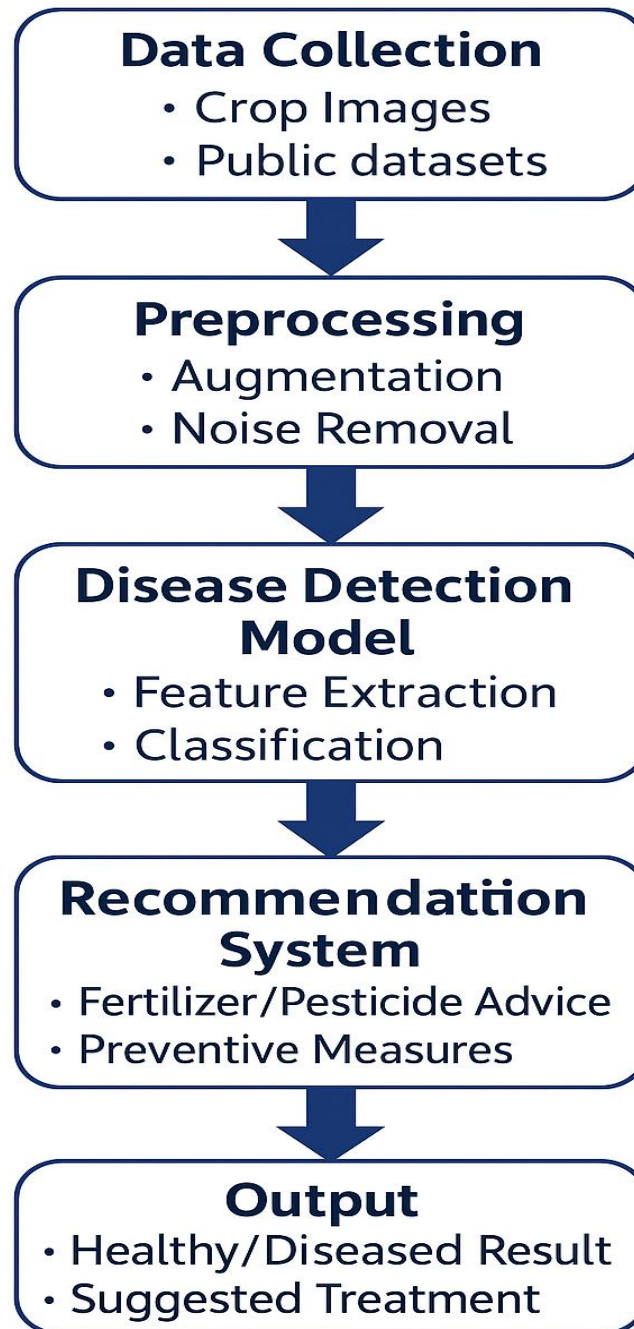 Data Collection
• Crop Images
• Public datasets
Preprocessing
• Augmentation
• Noise Removal
Disease Detection
Model
• Feature Extraction
• Classification
Recommendatiion
System
• Fertilizer/Pesticide Advice
• Preventive Measures
Output
• Healthy/Diseased Result
• Suggested Treatment